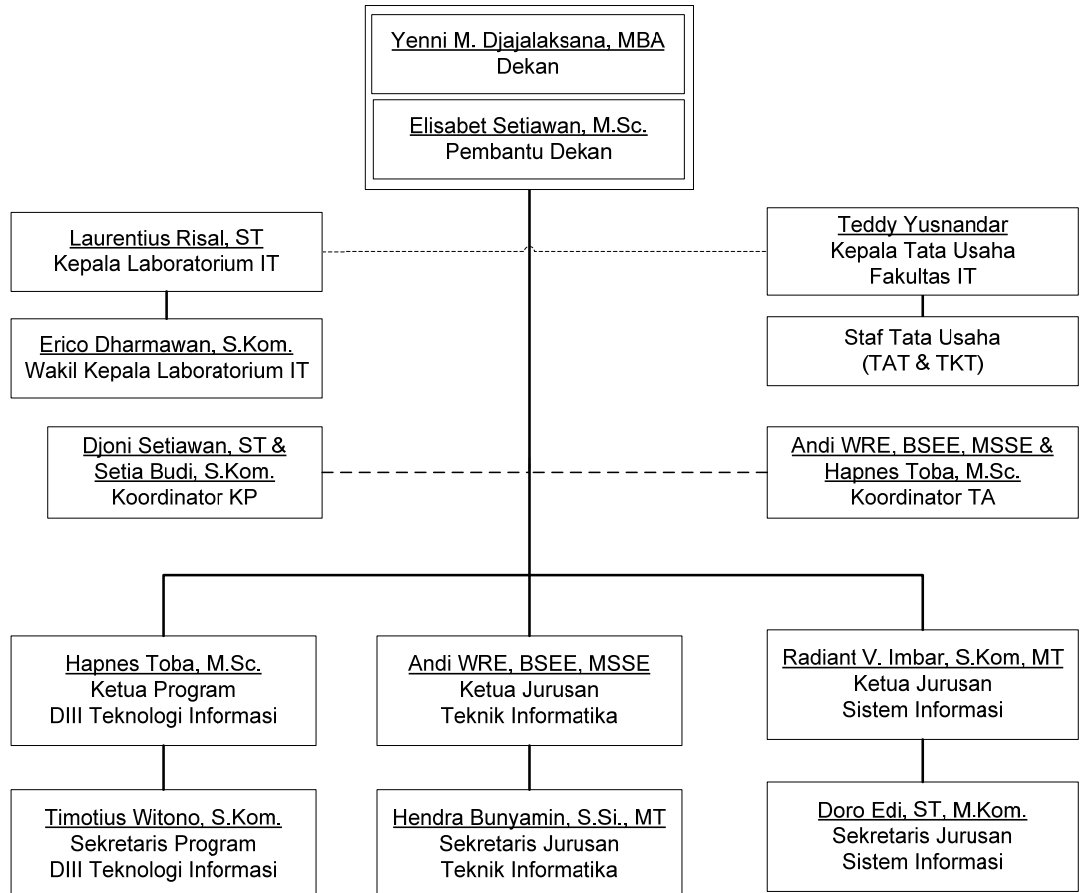 Yenni M. Djajalaksana, MBA
Dekan
Elisabet Setiawan, M.Sc.
Pembantu Dekan
Laurentius Risal, ST
Kepala Laboratorium IT
Teddy Yusnandar
Kepala Tata Usaha
Fakultas IT
Erico Dharmawan, S.Kom.
Wakil Kepala Laboratorium IT
Staf Tata Usaha
(TAT & TKT)
Djoni Setiawan, ST &
Setia Budi, S.Kom.
Koordinator KP
Andi WRE, BSEE, MSSE &
Hapnes Toba, M.Sc.
Koordinator TA
Hapnes Toba, M.Sc.
Ketua Program
DIII Teknologi Informasi
Andi WRE, BSEE, MSSE
Ketua Jurusan
Teknik Informatika
Radiant V. Imbar, S.Kom, MT
Ketua Jurusan
Sistem Informasi
Timotius Witono, S.Kom.
Sekretaris Program
DIII Teknologi Informasi
Hendra Bunyamin, S.Si., MT
Sekretaris Jurusan
Teknik Informatika
Doro Edi, ST, M.Kom.
Sekretaris Jurusan
Sistem Informasi